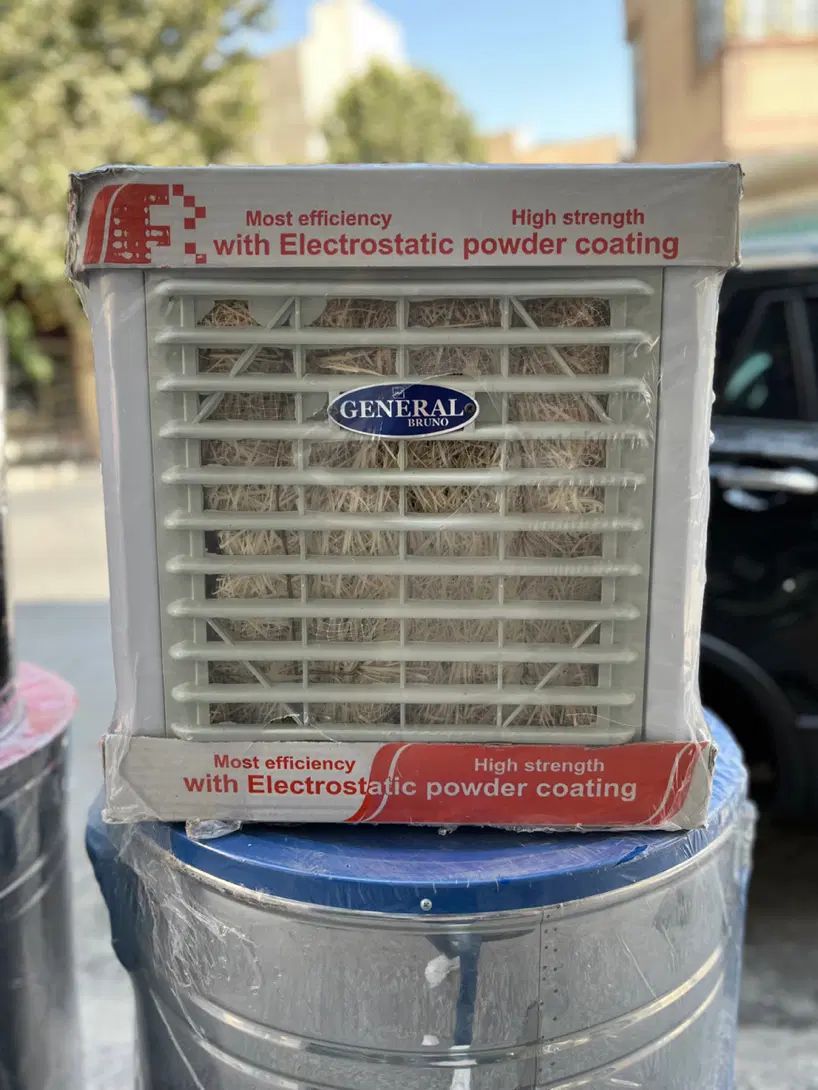 Most efficiency High strength
with Electrostatic powder coating
GENERAL
BRUNO
Most efficiency High strength
with Electrostatic powder coating